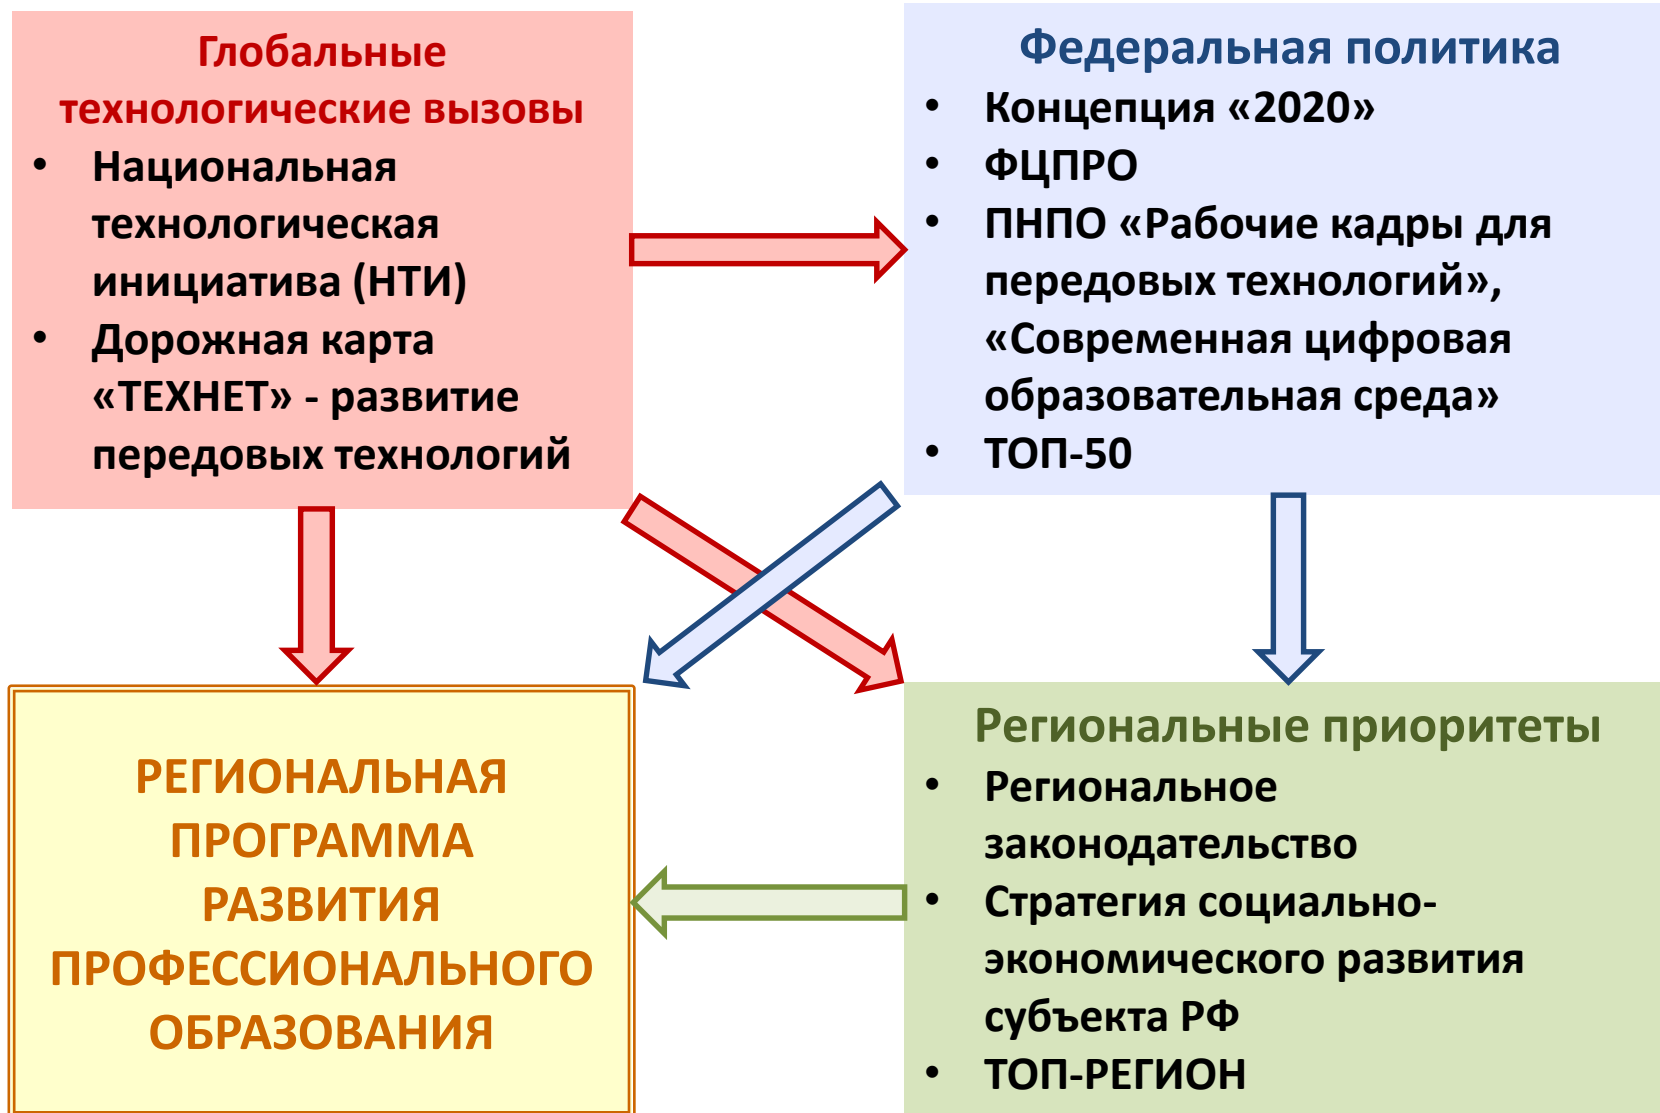 Глобальные
технологические вызовы
• Национальная
технологическая
инициатива (НТИ)
• Дорожная карта
«ТЕХНЕТ» - развитие
передовых технологий
Федеральная политика
• Концепция «2020»
• ФЦПРО
• ПНПО «Рабочие кадры для
передовых технологий»,
«Современная цифровая
образовательная среда»
• ТОП-50
РЕГИОНАЛЬНАЯ
ПРОГРАММА
РАЗВИТИЯ
ПРОФЕССИОНАЛЬНОГО
ОБРАЗОВАНИЯ
Региональные приоритеты
• Региональное
законодательство
• Стратегия социально-
экономического развития
субъекта РФ
• ТОП-РЕГИОН